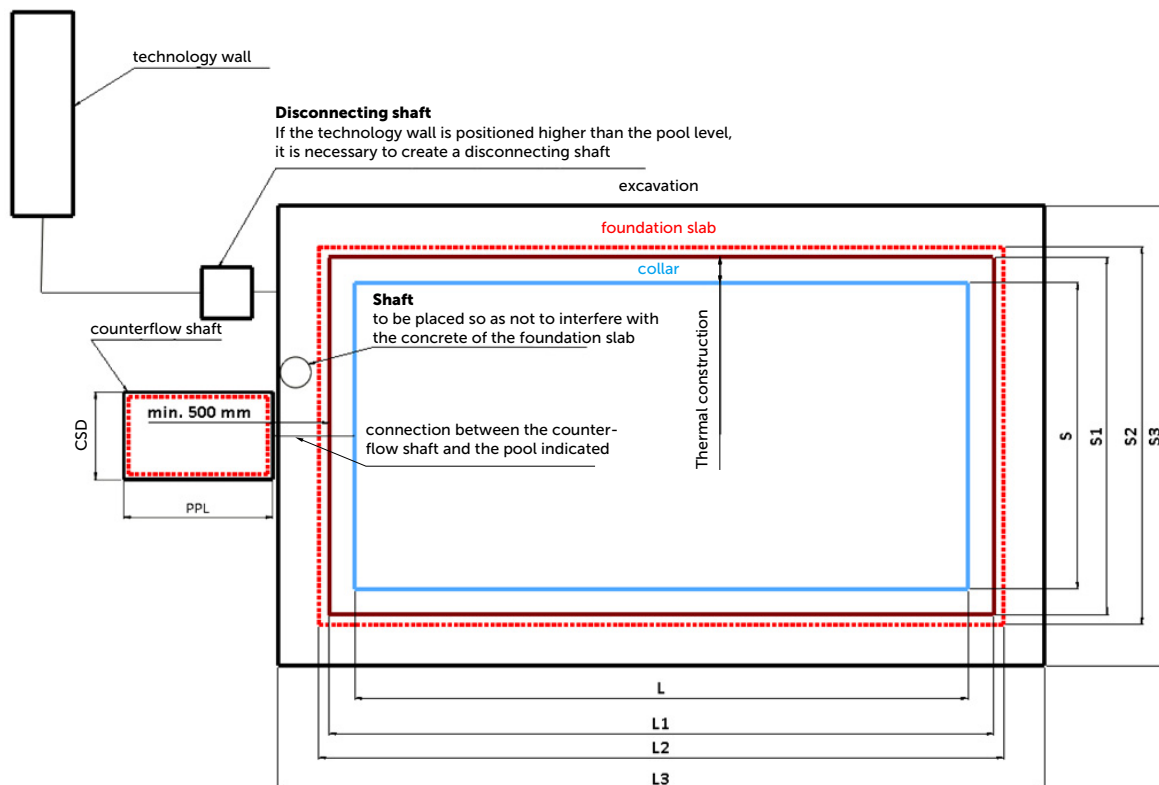 technology wall
Disconnecting shaft
If the technology wall is positioned higher than the pool level,
it is necessary to create a disconnecting shaft
excavation
foundation slab
collar
Shaft
to be placed so as not to interfere with
the concrete of the foundation slab
counterflow shaft
Thermal construction
min. 500 mm
connection between the counter-
flow shaft and the pool indicated
CSD
PPL
S
S1
S2
S3
L
L1
L2
L3